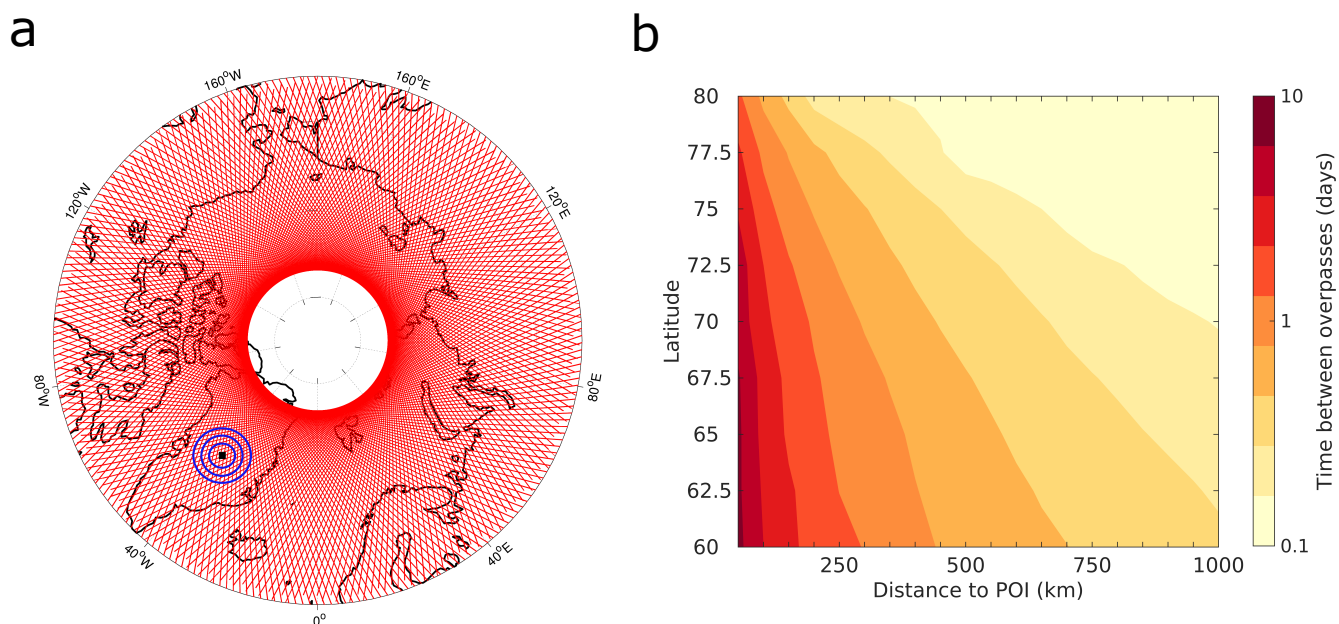 a
160°W
160°E
120°W
120°E
80°W
80°E
40°W
40°E
0°
b
80
77.5
75
72.5
70
67.5
65
62.5
60
Latitude
250
500
750
1000
Distance to POI (km)
10
1
0.1
Time between overpasses (days)